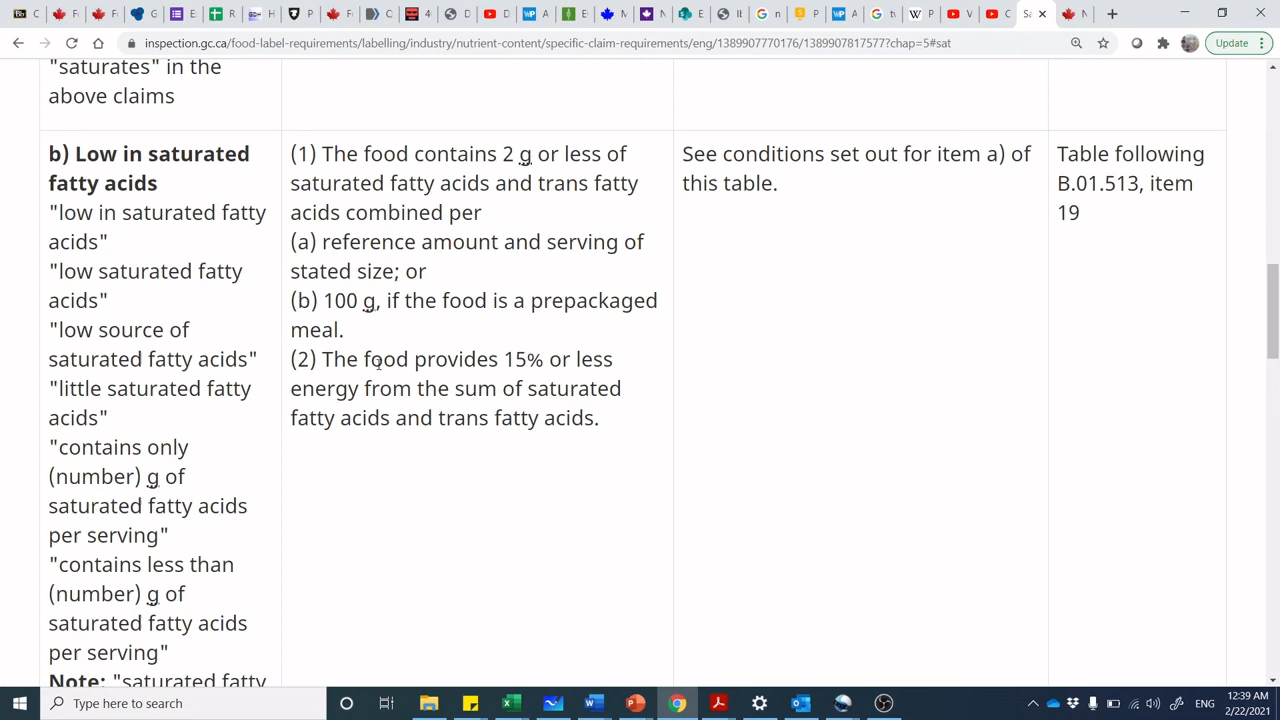 inspection.gc.ca/food-label-requirements/labelling/industry/nutrient-content/specific-claim-requirements/eng/1389907770176/1389907817577?chap=5#sat
Update
"saturates" in the
above claims
b) Low in saturated
fatty acids
"low in saturated fatty
acids"
"low saturated fatty
acids"
"low source of
saturated fatty acids"
"little saturated fatty
acids"
"contains only
(number) g of
saturated fatty acids
per serving"
"contains less than
(number) g of
saturated fatty acids
per serving"
Note: "saturated fatty
(1) The food contains 2 g or less of
saturated fatty acids and trans fatty
acids combined per
(a) reference amount and serving of
stated size; or
(b) 100 g, if the food is a prepackaged
meal.
(2) The food provides 15% or less
energy from the sum of saturated
fatty acids and trans fatty acids.
See conditions set out for item a) of
this table.
Table following
B.01.513, item
19
Type here to search
ENG
12:39 AM
2/22/2021